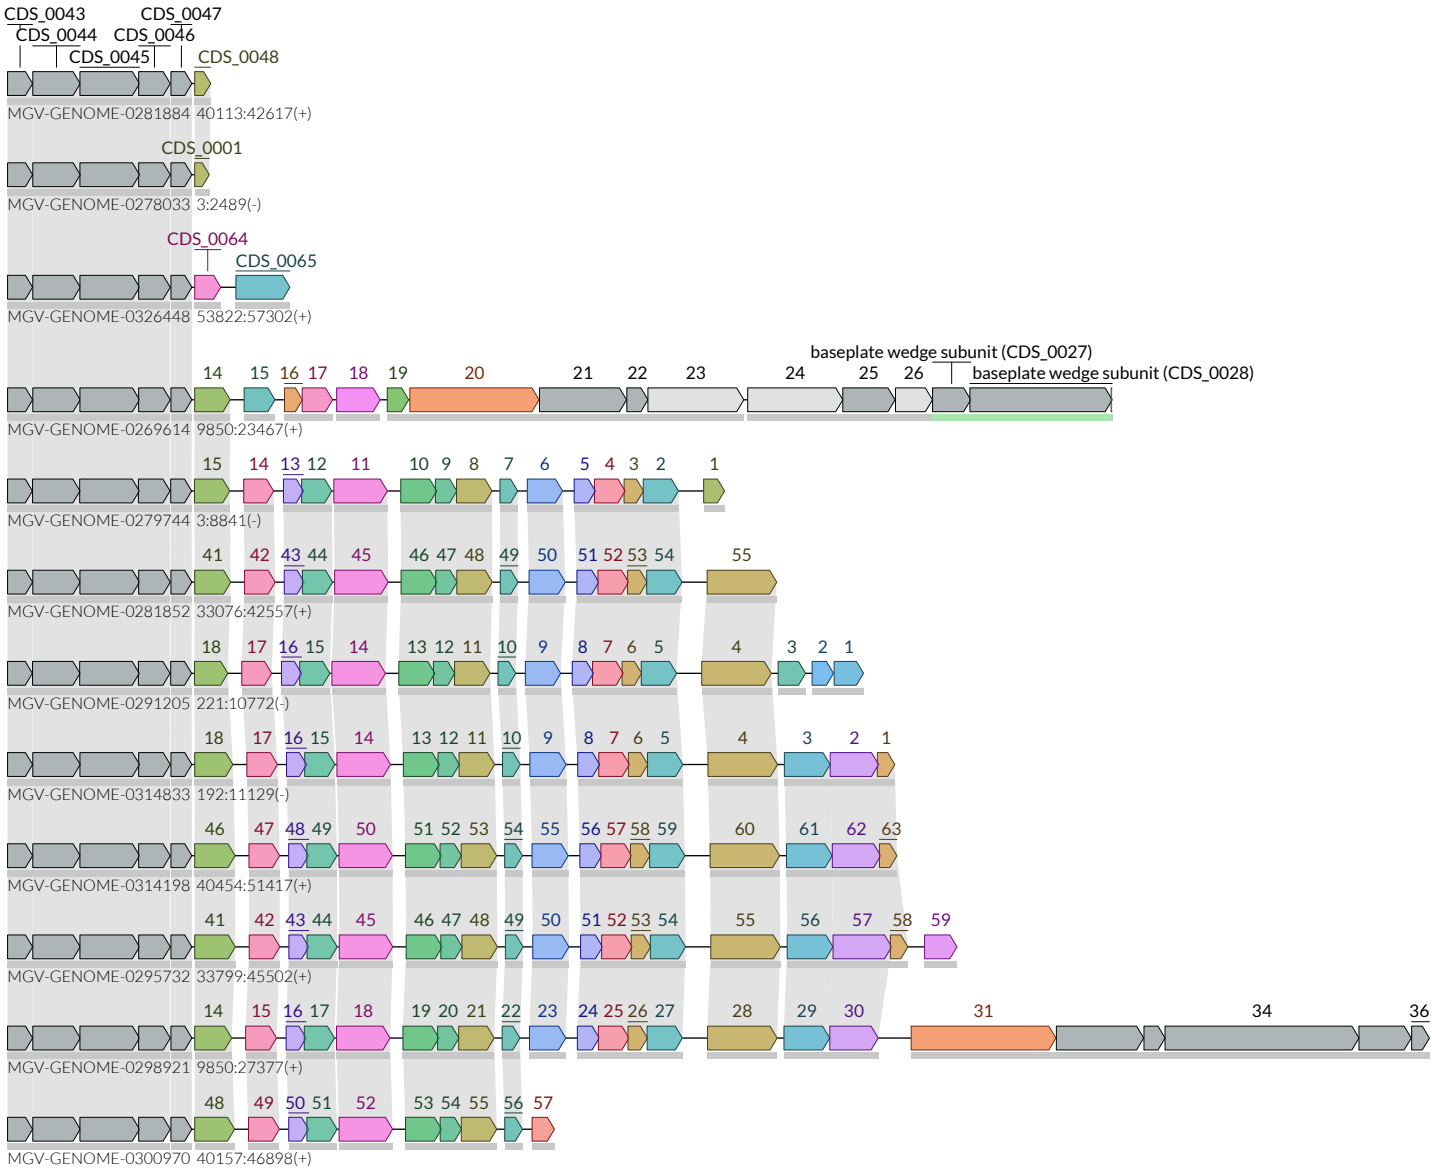 CDS_0043 CDS_0047
CDS_0044 CDS_0046
CDS_0045 CDS_0048
MGV-GENOME-0281884 40113:42617(+)
CDS_0001
MGV-GENOME-0278033 3:2489(-)
CDS_0064
CDS_0065
MGV-GENOME-0326448 53822:57302(+)
baseplate wedge subunit (CDS_0027)
14 15 16 17 18 19 20 21 22 23 24 25 26 baseplate wedge subunit (CDS_0028)
MGV-GENOME-0269614 9850:23467(+)
15 14 13 12 11 10 9 8 7 6 5 4 3 2 1
MGV-GENOME-0279744 3:8841(-)
41 42 43 44 45 46 47 48 49 50 51 52 53 54 55
MGV-GENOME-0281852 33076:42557(+)
18 17 16 15 14 13 12 11 10 9 8 7 6 5 4 3 2 1
MGV-GENOME-0291205 221:10772(-)
18 17 16 15 14 13 12 11 10 9 8 7 6 5 4 3 2 1
MGV-GENOME-0314833 192:11129(-)
46 47 48 49 50 51 52 53 54 55 56 57 58 59 60 61 62 63
MGV-GENOME-0314198 40454:51417(+)
41 42 43 44 45 46 47 48 49 50 51 52 53 54 55 56 57 58 59
MGV-GENOME-0295732 33799:45502(+)
14 15 16 17 18 19 20 21 22 23 24 25 26 27 28 29 30 31 34 36
MGV-GENOME-0298921 9850:27377(+)
48 49 50 51 52 53 54 55 56 57
MGV-GENOME-0300970 40157:46898(+)